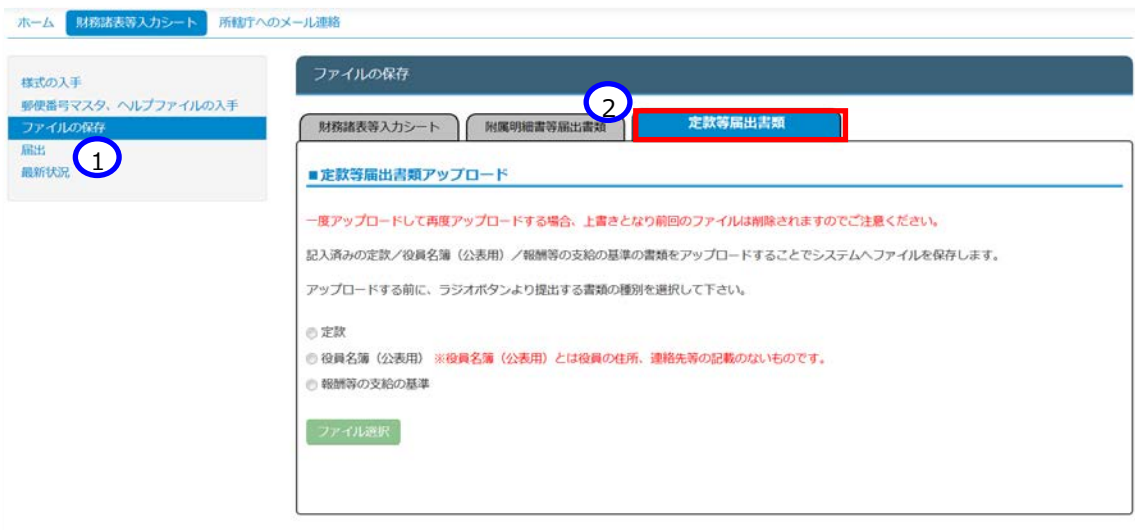 ホーム 財務諸表等入力シート 所轄庁へのメール連絡
様式の入手
郵便番号マスタ、ヘルプファイルの入手
ファイルの保存
届出
最新状況
1
ファイルの保存
2
財務諸表等入力シート 附属明細書等届出書類 定款等届出書類
■定款等届出書類アップロード
一度アップロードして再度アップロードする場合、上書きとなり前回のファイルは削除されますのでご注意ください。
記入済みの定款／役員名簿（公表用）／報酬等の支給の基準の書類をアップロードすることでシステムへファイルを保存します。
アップロードする前に、ラジオボタンより提出する書類の種別を選択して下さい。
定款
役員名簿（公表用） ※役員名簿（公表用）とは役員の住所、連絡先等の記載のないものです。
報酬等の支給の基準
ファイル選択